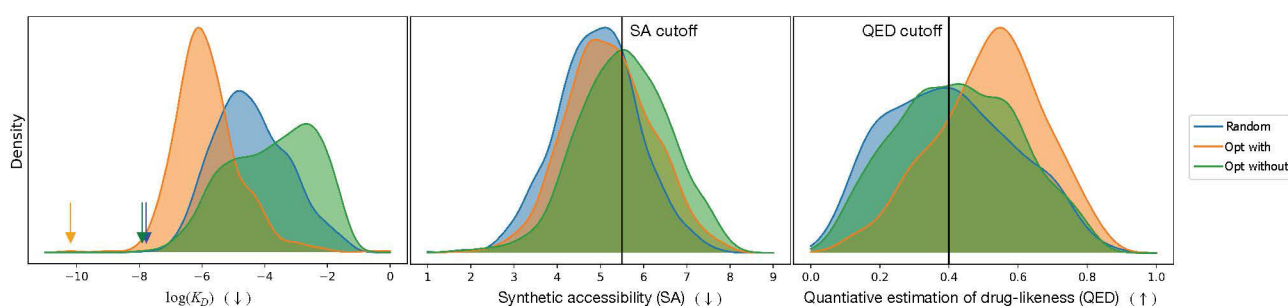 SA cutoff
QED cutoff
Density
Random
Opt with
Opt without
−10
−8
−6
−4
−2
0
1
2
3
4
5
6
7
8
9
0.0
0.2
0.4
0.6
0.8
1.0
log(K_D) (↓)
Synthetic accessibility (SA) (↓)
Quantiative estimation of drug-likeness (QED) (↑)